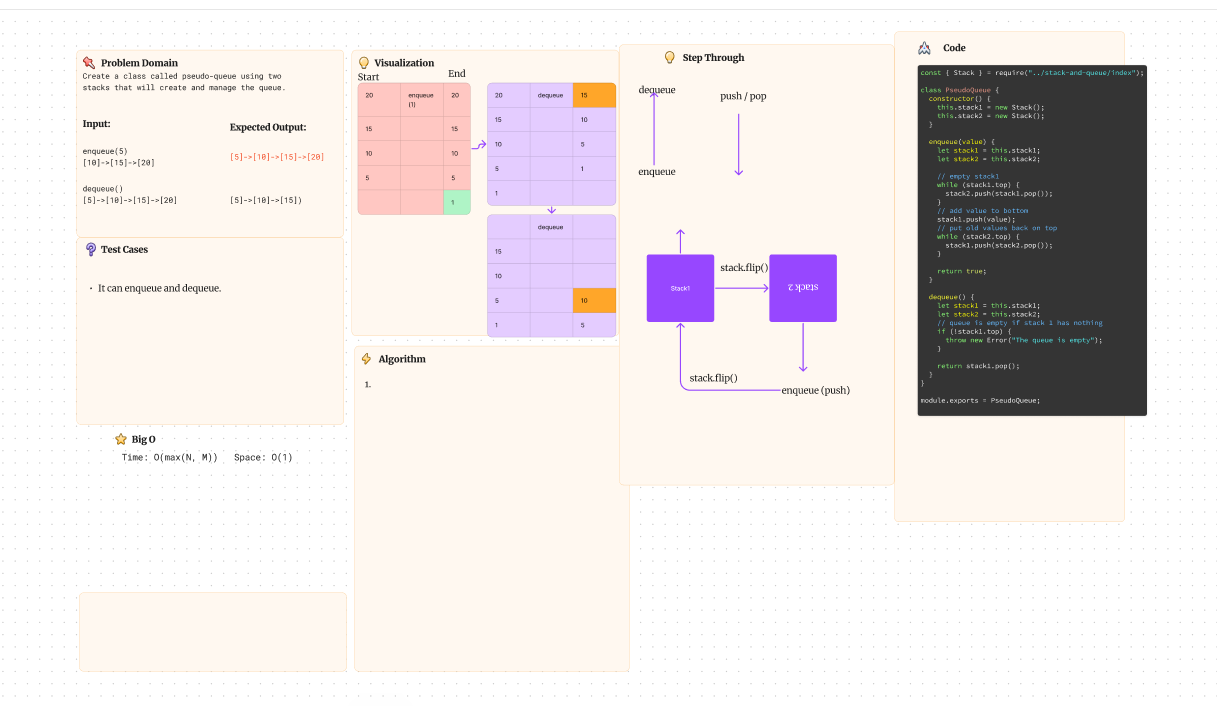 Problem Domain
Create a class called pseudo-queue using two
stacks that will create and manage the queue.
Input:
Expected Output:
enqueue(5)
[10]->[15]->[20]
[5]->[10]->[15]->[20]
dequeue()
[5]->[10]->[15]->[20]
[5]->[10]->[15])
Test Cases
• It can enqueue and dequeue.
Big O
Time: O(max(N, M)) Space: O(1)
Visualization
Start
End
20 enqueue 20
(1)
15 15
10 10
5 5
1
20 dequeue 15
15 10
10 5
5 1
1
dequeue
15
10
5 10
1 5
Algorithm
1.
Step Through
dequeue
push / pop
enqueue
Stack1
stack.flip()
stack 2
stack.flip()
enqueue (push)
Code
const { Stack } = require("../stack-and-queue/index");
class PseudoQueue {
constructor() {
this.stack1 = new Stack();
this.stack2 = new Stack();
}
enqueue(value) {
let stack1 = this.stack1;
let stack2 = this.stack2;
// empty stack1
while (stack1.top) {
stack2.push(stack1.pop());
}
// add value to bottom
stack1.push(value);
// put old values back on top
while (stack2.top) {
stack1.push(stack2.pop());
}
return true;
}
dequeue() {
let stack1 = this.stack1;
let stack2 = this.stack2;
// queue is empty if stack 1 has nothing
if (!stack1.top) {
throw new Error("The queue is empty");
}
return stack1.pop();
}
}
module.exports = PseudoQueue;